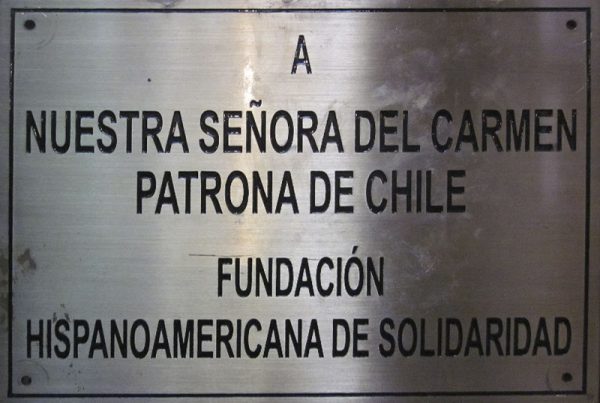 A
NUESTRA SEÑORA DEL CARMEN
PATRONA DE CHILE
FUNDACIÓN
HISPANOAMERICANA DE SOLIDARIDAD